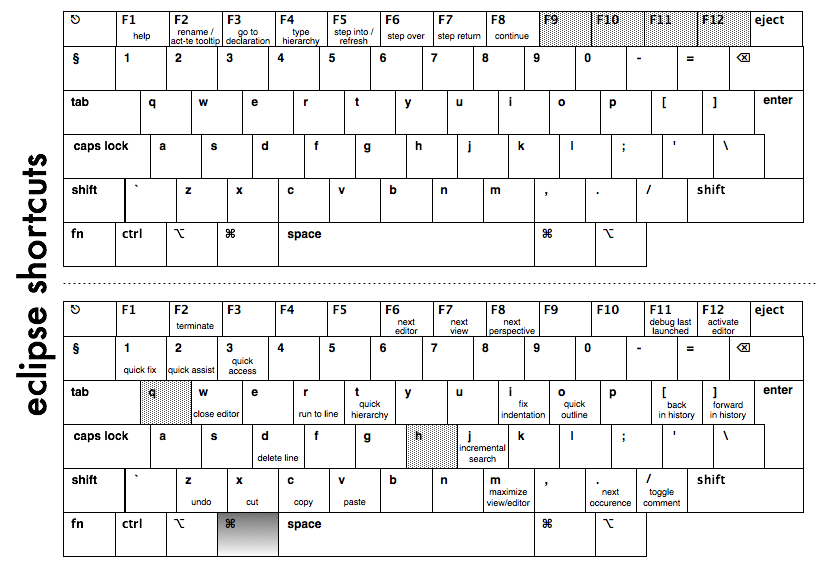 eclipse shortcuts
⎋ F1 F2 F3 F4 F5 F6 F7 F8 F9 F10 F11 F12 eject
help rename / act-te tooltip go to declaration type hierarchy step into / refresh step over step return continue
§ 1 2 3 4 5 6 7 8 9 0 - = ⌫
tab q w e r t y u i o p [ ] enter
caps lock a s d f g h j k l ; ' \
shift ` z x c v b n m , . / shift
fn ctrl ⌥ ⌘ space ⌘ ⌥
⎋ F1 F2 F3 F4 F5 F6 F7 F8 F9 F10 F11 F12 eject
terminate next editor next view next perspective debug last launched activate editor
§ 1 2 3 4 5 6 7 8 9 0 - = ⌫
quick fix quick assist quick access
tab q w e r t y u i o p [ ] enter
close editor run to line quick hierarchy fix indentation quick outline back in history forward in history
caps lock a s d f g h j k l ; ' \
delete line incremental search
shift ` z x c v b n m , . / shift
undo cut copy paste maximize view/editor next occurence toggle comment
fn ctrl ⌥ ⌘ space ⌘ ⌥